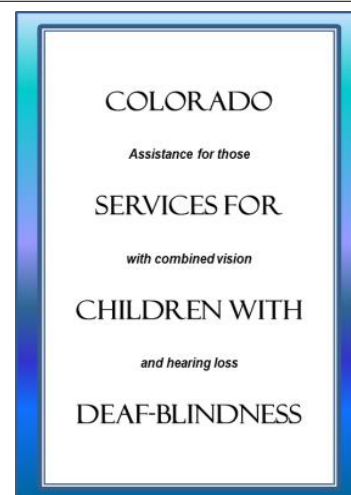 COLORADO
Assistance for those
SERVICES FOR
with combined vision
CHILDREN WITH
and hearing loss
DEAF-BLINDNESS